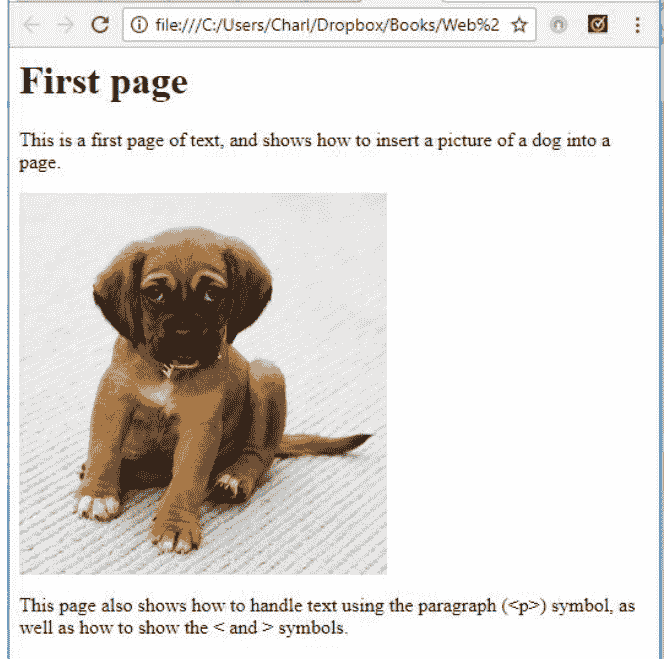 file:///C:/Users/Charl/Dropbox/Books/Web%2
First page
This is a first page of text, and shows how to insert a picture of a dog into a
page.
This page also shows how to handle text using the paragraph (<p>) symbol, as
well as how to show the < and > symbols.